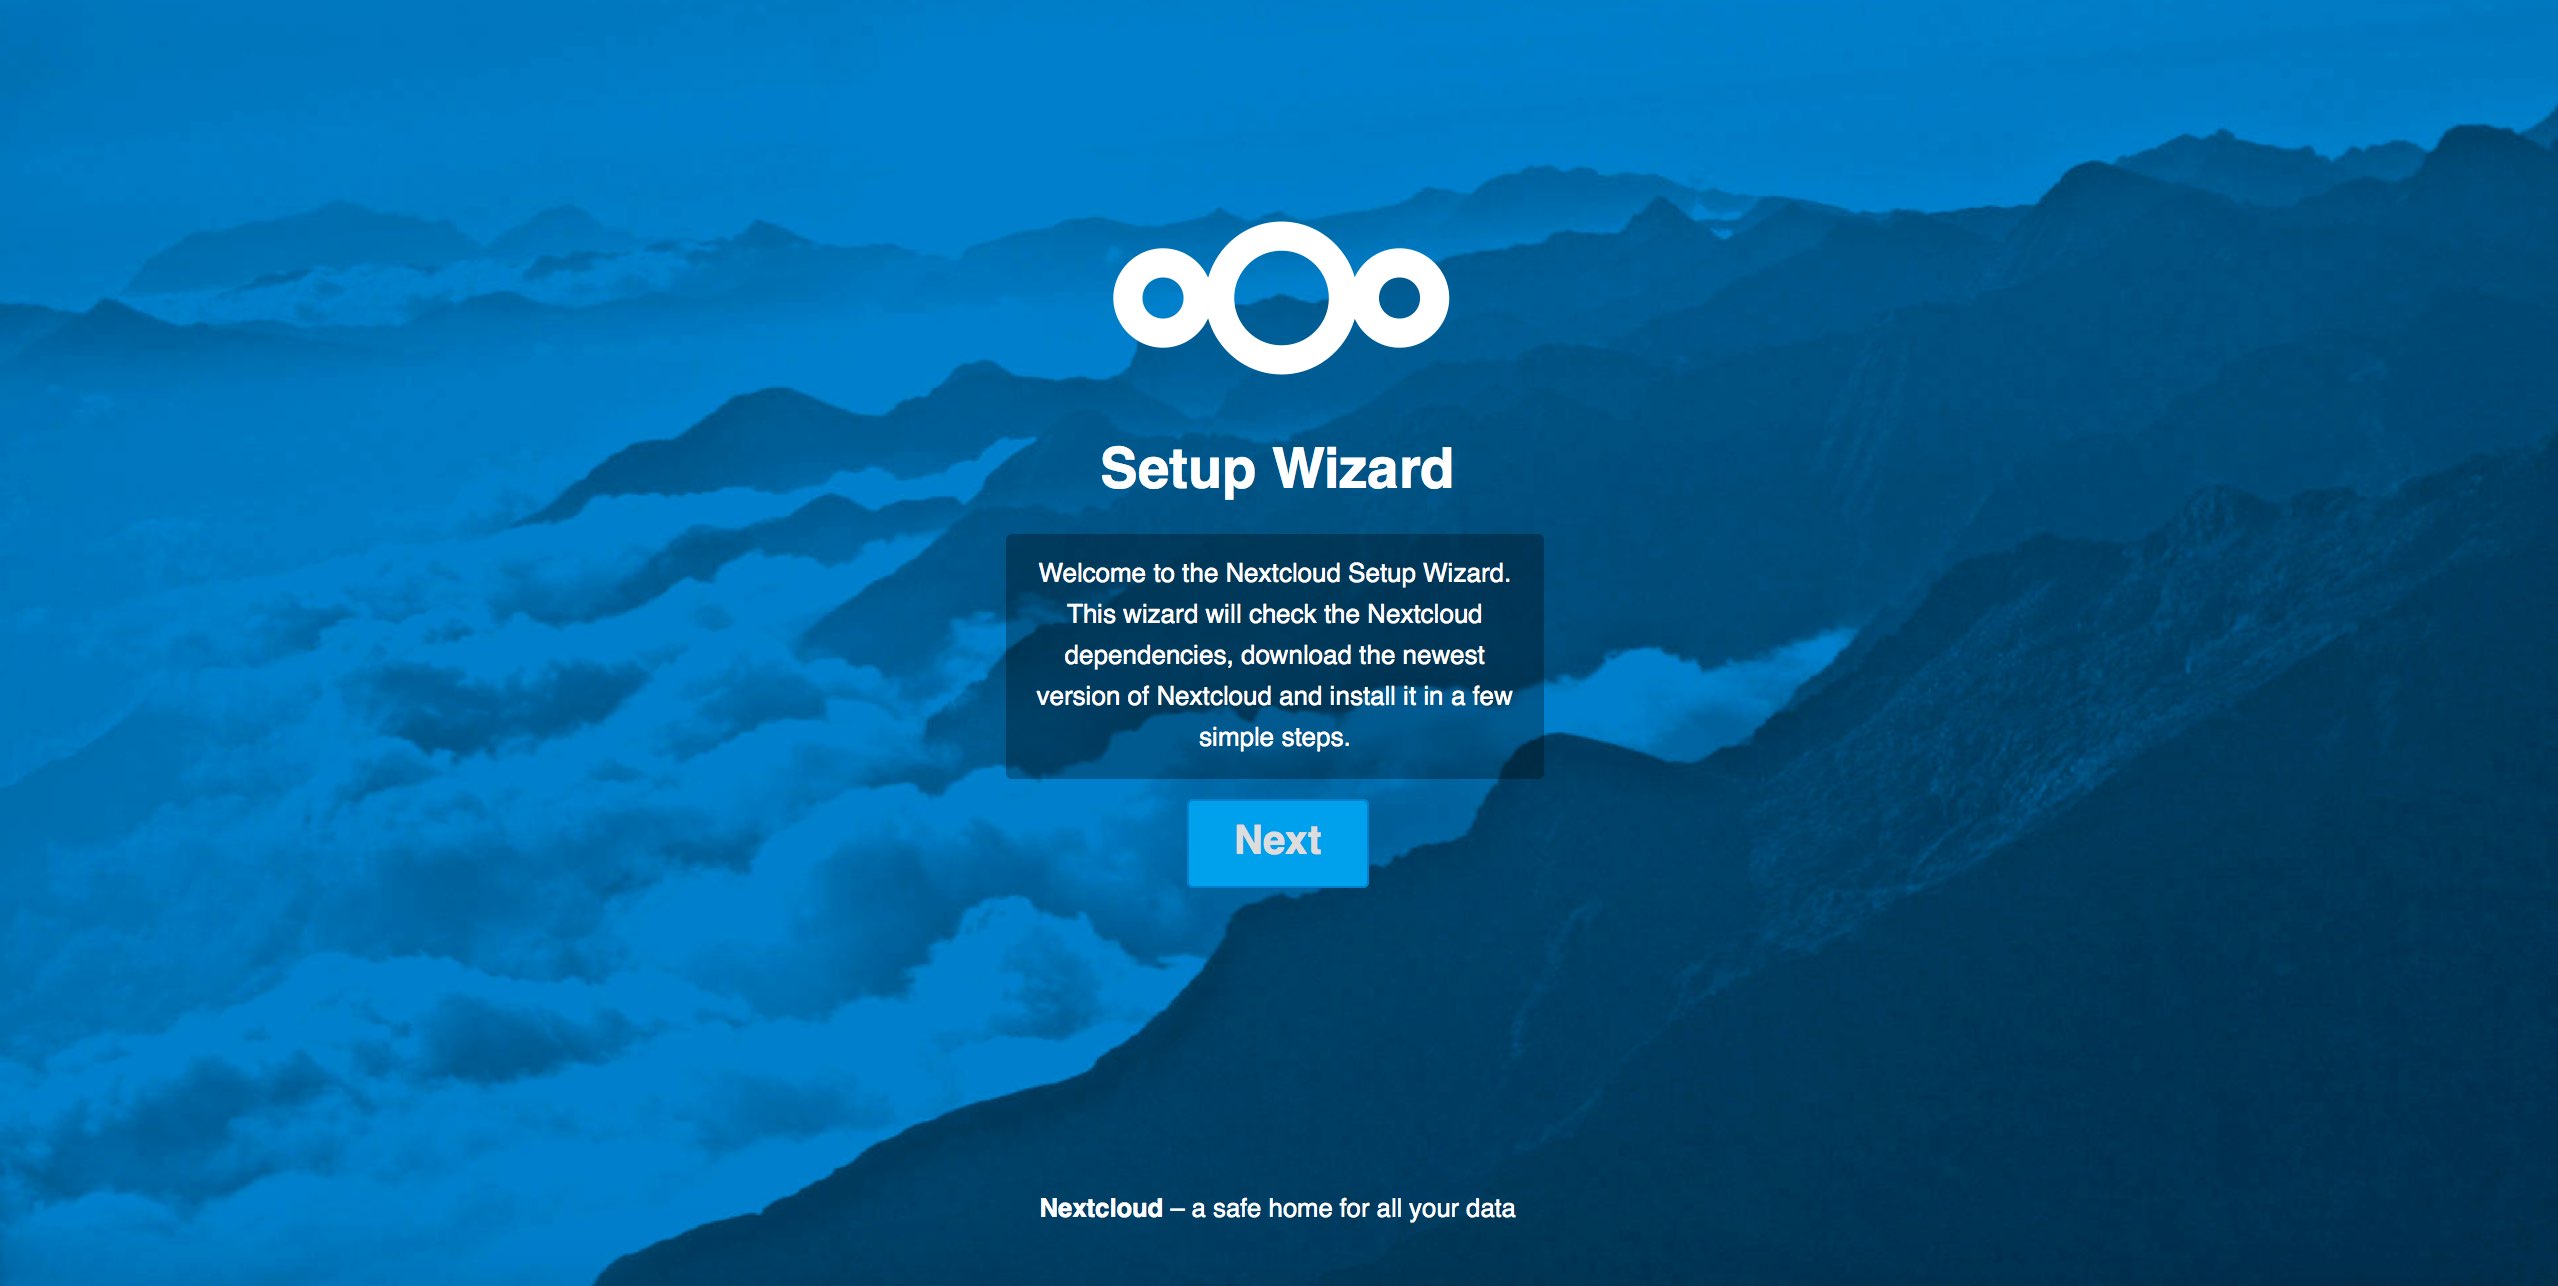 Setup Wizard
Welcome to the Nextcloud Setup Wizard.
This wizard will check the Nextcloud
dependencies, download the newest
version of Nextcloud and install it in a few
simple steps.
Next
Nextcloud – a safe home for all your data